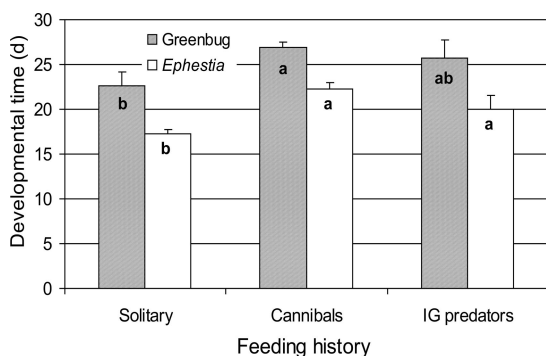 30
25
20
15
10
5
0
Developmental time (d)
Greenbug
Ephestia
b
b
a
a
ab
a
Solitary
Cannibals
IG predators
Feeding history